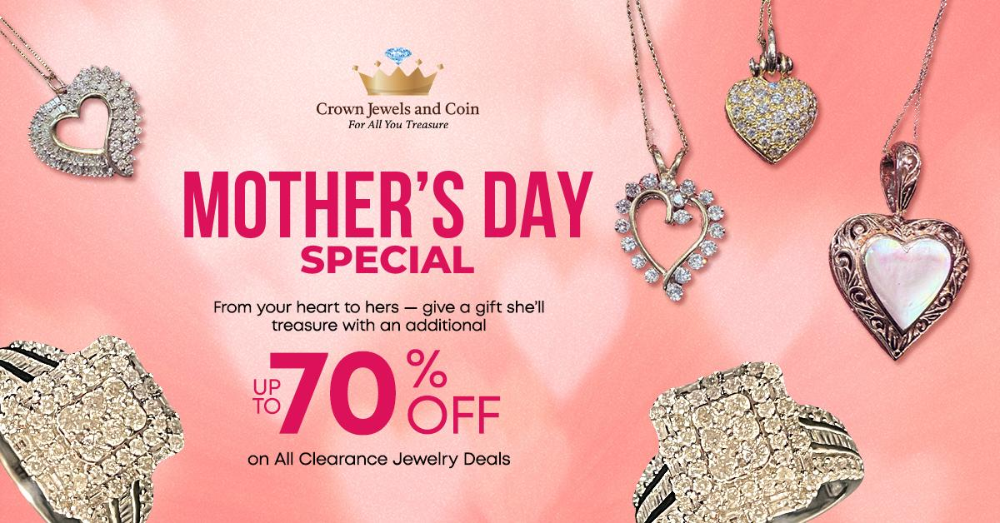 Crown Jewels and Coin
For All You Treasure
MOTHER’S DAY
SPECIAL
From your heart to hers — give a gift she’ll
treasure with an additional
UP TO 70% OFF
on All Clearance Jewelry Deals